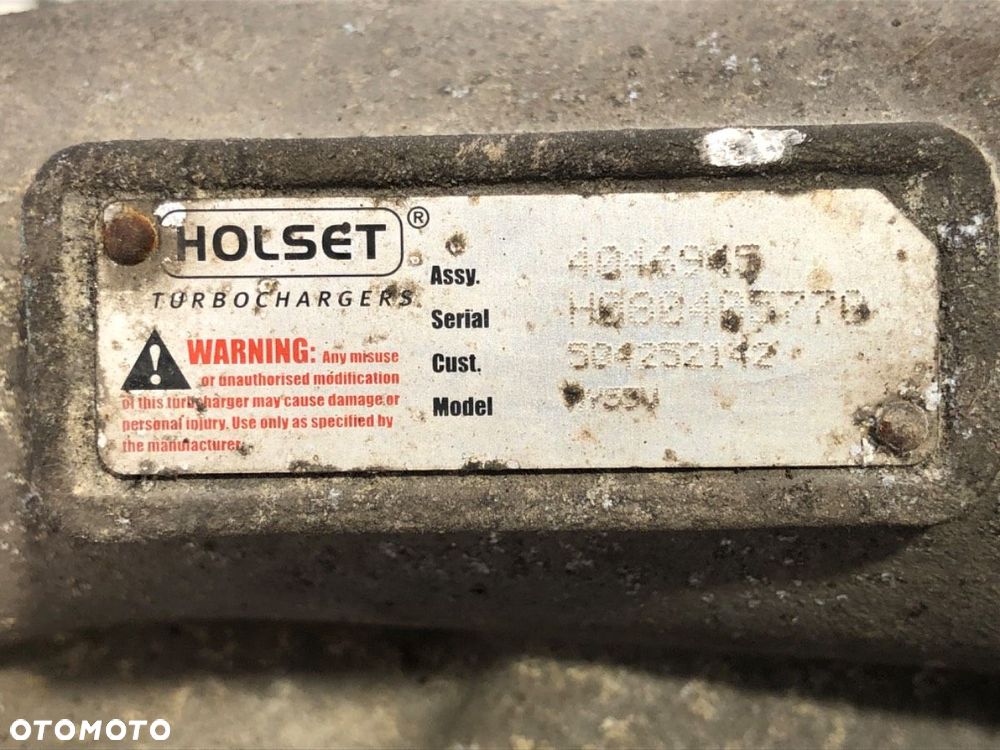 HOLSET®
TURBOCHARGERS
WARNING: Any misuse
or unauthorised modification
of this turbocharger may cause damage or
personal injury. Use only as specified by
the manufacturer.
Assy. 4046945
Serial
Cust. 504252142
Model
OTOMOTO